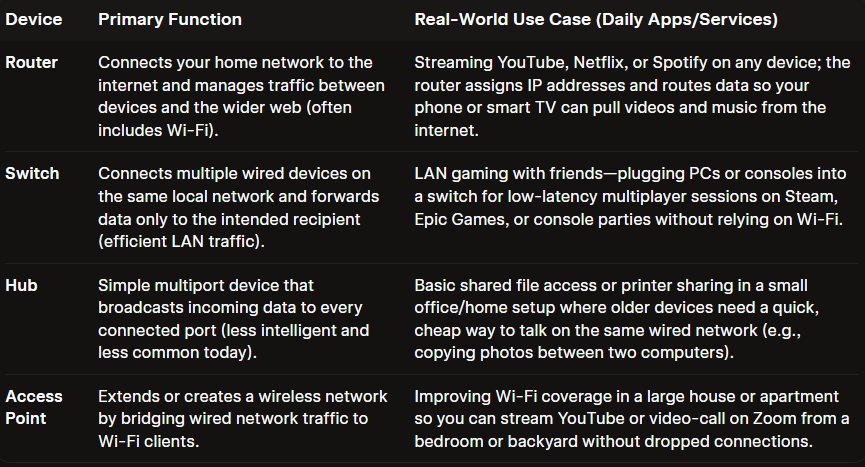 Device Primary Function Real-World Use Case (Daily Apps/Services)
Router Connects your home network to the Streaming YouTube, Netflix, or Spotify on any device; the
internet and manages traffic between router assigns IP addresses and routes data so your
devices and the wider web (often phone or smart TV can pull videos and music from the
includes Wi-Fi). internet.
Switch Connects multiple wired devices on LAN gaming with friends—plugging PCs or consoles into
the same local network and forwards a switch for low-latency multiplayer sessions on Steam,
data only to the intended recipient Epic Games, or console parties without relying on Wi-Fi.
(efficient LAN traffic).
Hub Simple multiport device that Basic shared file access or printer sharing in a small
broadcasts incoming data to every office/home setup where older devices need a quick,
connected port (less intelligent and cheap way to talk on the same wired network (e.g.,
less common today). copying photos between two computers).
Access Extends or creates a wireless network Improving Wi-Fi coverage in a large house or apartment
Point by bridging wired network traffic to so you can stream YouTube or video-call on Zoom from a
Wi-Fi clients. bedroom or backyard without dropped connections.